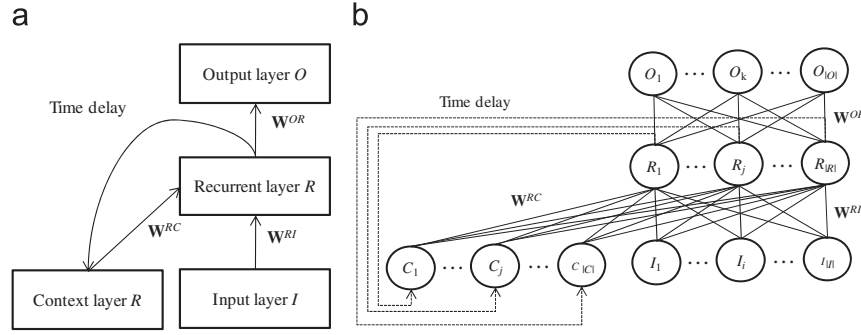 a
Output layer O
Time delay
W^OR
Recurrent layer R
W^RC
W^RI
Context layer R
Input layer I
b
O1 ... Ok ... O|O|
Time delay
W^OR
R1 ... Rj ... R|R|
W^RC
W^RI
C1 ... Cj ... C|C|
I1 ... Ii ... I|I|